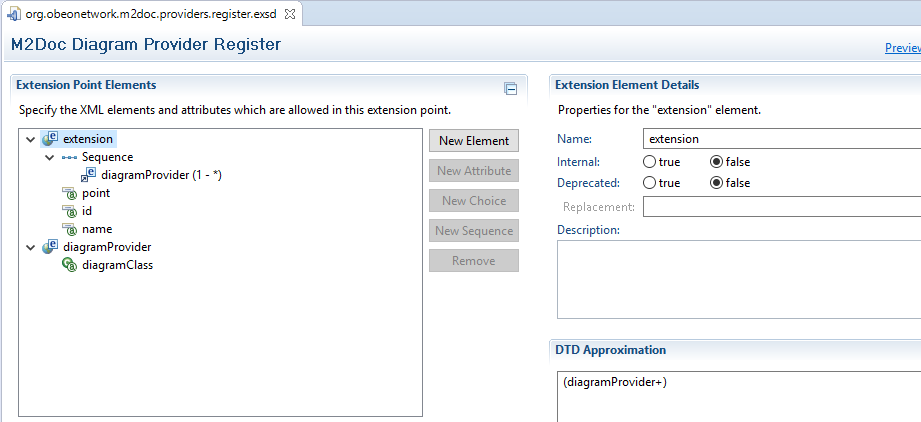 org.obeonetwork.m2doc.providers.register.exsd
M2Doc Diagram Provider Register
Preview
Extension Point Elements
Specify the XML elements and attributes which are allowed in this extension point.
extension
Sequence
diagramProvider (1 - *)
point
id
name
diagramProvider
diagramClass
New Element
New Attribute
New Choice
New Sequence
Remove
Extension Element Details
Properties for the "extension" element.
Name: extension
Internal: true false
Deprecated: true false
Replacement:
Description:
DTD Approximation
(diagramProvider+)